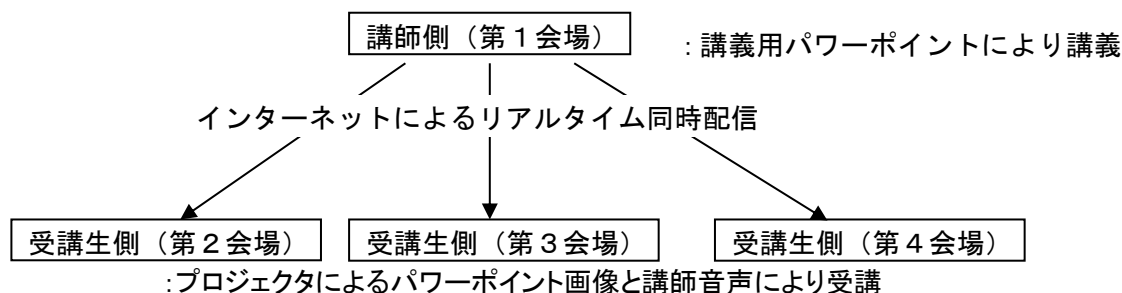 講師側（第１会場）
：講義用パワーポイントにより講義
インターネットによるリアルタイム同時配信
受講生側（第２会場）
受講生側（第３会場）
受講生側（第４会場）
：プロジェクタによるパワーポイント画像と講師音声により受講